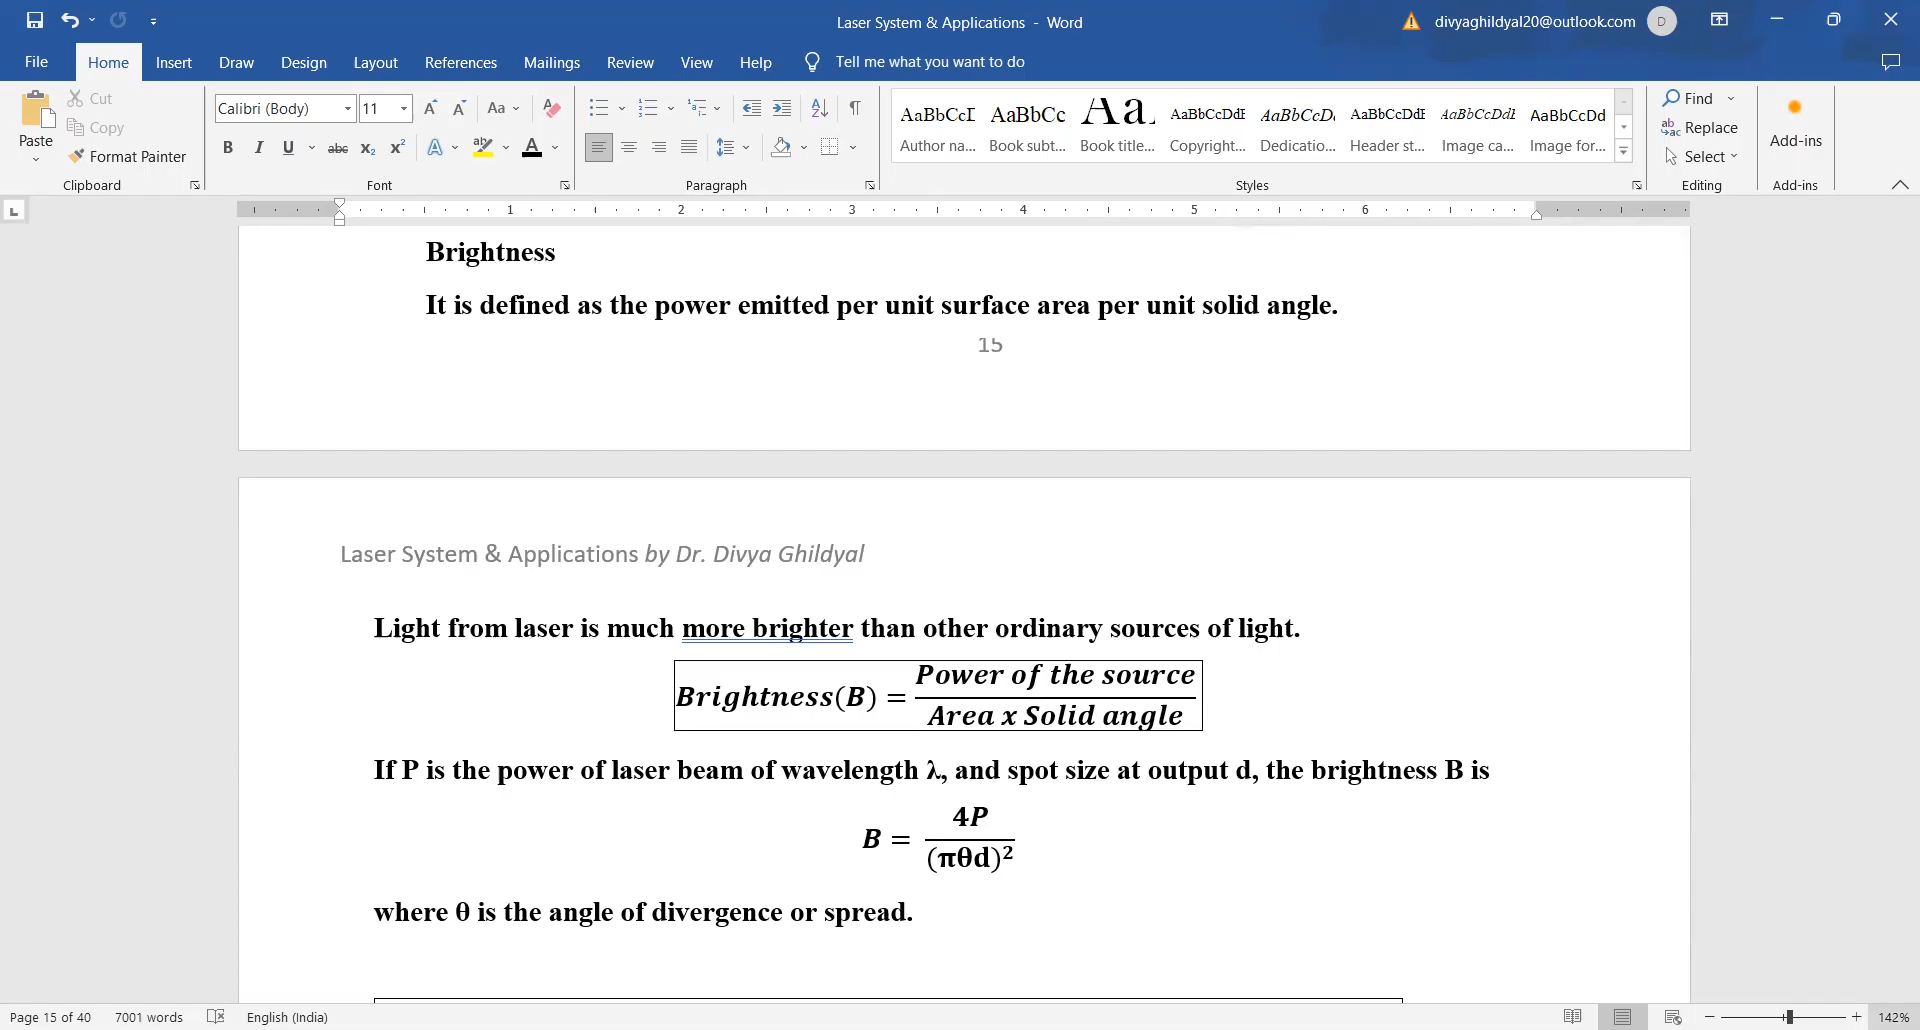 Laser System & Applications - Word
divyaghildyal20@outlook.com
D
File Home Insert Draw Design Layout References Mailings Review View Help Tell me what you want to do
Paste
Cut
Copy
Format Painter
Clipboard
Calibri (Body) 11
Font
Paragraph
AaBbCcI AaBbCc Aa. AaBbCcDdE AaBbCcD AaBbCcDdE AaBbCcDdI AaBbCcDd
Author na... Book subt... Book title... Copyright... Dedicatio... Header st... Image ca... Image for...
Styles
Find
Replace
Select
Editing
Add-ins
Add-ins
1 2 3 4 5 6
Brightness
It is defined as the power emitted per unit surface area per unit solid angle.
15
Laser System & Applications by Dr. Divya Ghildyal
Light from laser is much more brighter than other ordinary sources of light.
Brightness(B) = Power of the source / Area x Solid angle
If P is the power of laser beam of wavelength λ, and spot size at output d, the brightness B is
B = 4P / (πθd)²
where θ is the angle of divergence or spread.
Page 15 of 40 7001 words English (India) 142%